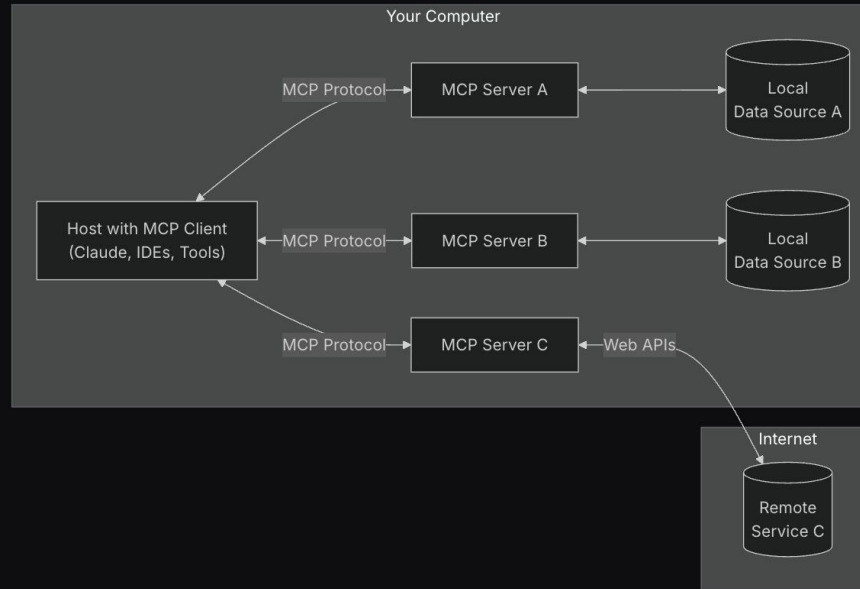 Your Computer
MCP Protocol
MCP Server A
Local
Data Source A
Host with MCP Client
(Claude, IDEs, Tools)
MCP Protocol
MCP Server B
Local
Data Source B
MCP Protocol
MCP Server C
Web APIs
Internet
Remote
Service C